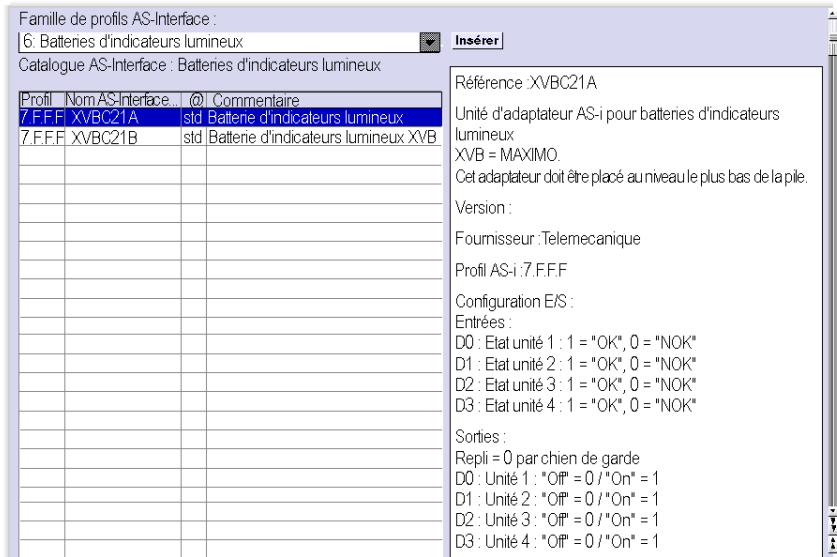 Famille de profils AS-Interface :
6: Batteries d'indicateurs lumineux
Insérer
Catalogue AS-Interface : Batteries d'indicateurs lumineux
Profil Nom AS-Interface... @ Commentaire
7.F.F.F XVBC21A std Batterie d'indicateurs lumineux
7.F.F.F XVBC21B std Batterie d'indicateurs lumineux XVB
Référence :XVBC21A
Unité d'adaptateur AS-i pour batteries d'indicateurs
lumineux
XVB = MAXIMO.
Cet adaptateur doit être placé au niveau le plus bas de la pile.
Version :
Fournisseur :Telemecanique
Profil AS-i :7.F.F.F
Configuration E/S :
Entrées :
D0 : Etat unité 1 : 1 = "OK", 0 = "NOK"
D1 : Etat unité 2 : 1 = "OK", 0 = "NOK"
D2 : Etat unité 3 : 1 = "OK", 0 = "NOK"
D3 : Etat unité 4 : 1 = "OK", 0 = "NOK"
Sorties :
Repli = 0 par chien de garde
D0 : Unité 1 : "Off" = 0 / "On" = 1
D1 : Unité 2 : "Off" = 0 / "On" = 1
D2 : Unité 3 : "Off" = 0 / "On" = 1
D3 : Unité 4 : "Off" = 0 / "On" = 1